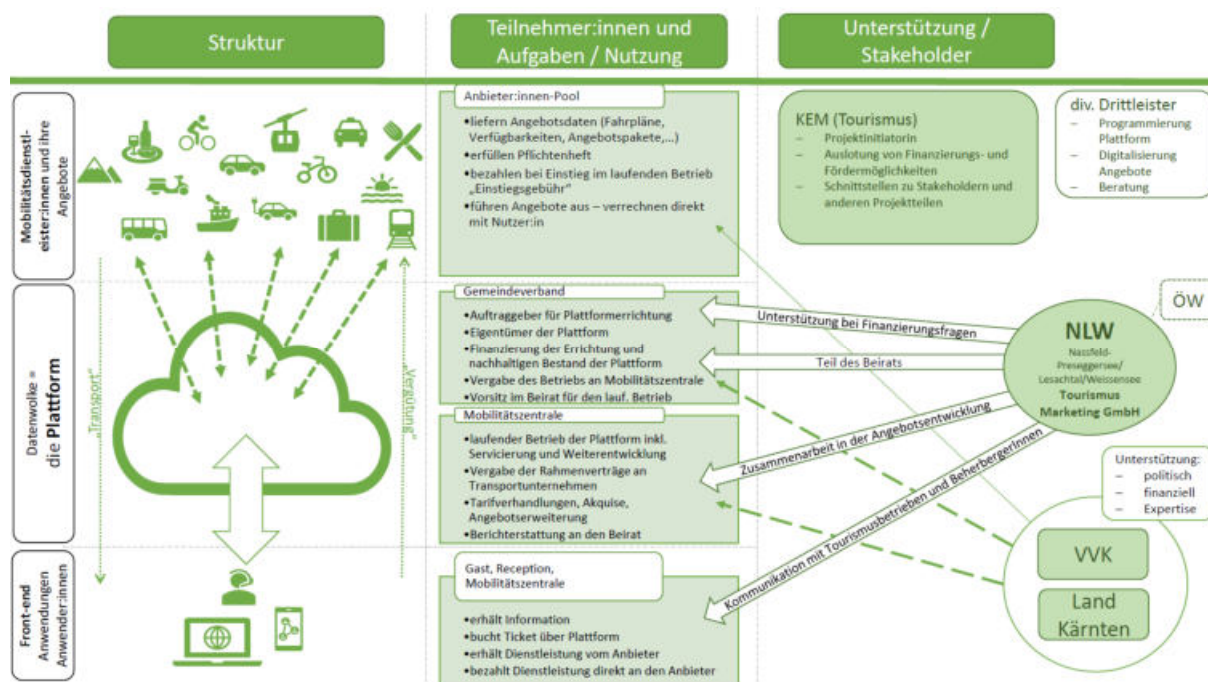 Struktur
Teilnehmer:innen und
Aufgaben / Nutzung
Unterstützung /
Stakeholder
Mobilitätsdienstl-
eister:innen und ihre
Angebote
Anbieter:innen-Pool
•liefern Angebotsdaten (Fahrpläne,
Verfügbarkeiten, Angebotspakete,...)
•erfüllen Pflichtenheft
•bezahlen bei Einstieg im laufenden Betrieb
„Einstiegsgebühr“
•führen Angebote aus – verrechnen direkt
mit Nutzer:in
KEM (Tourismus)
– Projektinitiatorin
– Auslotung von Finanzierungs- und
Fördermöglichkeiten
– Schnittstellen zu Stakeholdern und
anderen Projektteilen
div. Drittleister
– Programmierung
Plattform
– Digitalisierung
Angebote
– Beratung
Datenwolke =
die Plattform
„Transport“
„Vergütung“
Gemeindeverband
•Auftraggeber für Plattformerrichtung
•Eigentümer der Plattform
•Finanzierung der Errichtung und
nachhaltigen Bestand der Plattform
•Vergabe des Betriebs an Mobilitätszentrale
•Vorsitz im Beirat für den lauf. Betrieb
Mobilitätszentrale
•laufender Betrieb der Plattform inkl.
Servicierung und Weiterentwicklung
•Vergabe der Rahmenverträge an
Transportunternehmen
•Tarifverhandlungen, Akquise,
Angebotserweiterung
•Berichterstattung an den Beirat
Unterstützung bei Finanzierungsfragen
Teil des Beirats
Zusammenarbeit in der Angebotsentwicklung
Kommunikation mit Tourismusbetrieben und BeherbergerInnen
ÖW
NLW
Nassfeld-
Pressegersee/
Lesachtal/Weissensee
Tourismus
Marketing GmbH
Unterstützung:
– politisch
– finanziell
– Expertise
VVK
Land
Kärnten
Front-end
Anwendungen
Anwender:innen
Gast, Reception,
Mobilitätszentrale
•erhält Information
•bucht Ticket über Plattform
•erhält Dienstleistung vom Anbieter
•bezahlt Dienstleistung direkt an den Anbieter